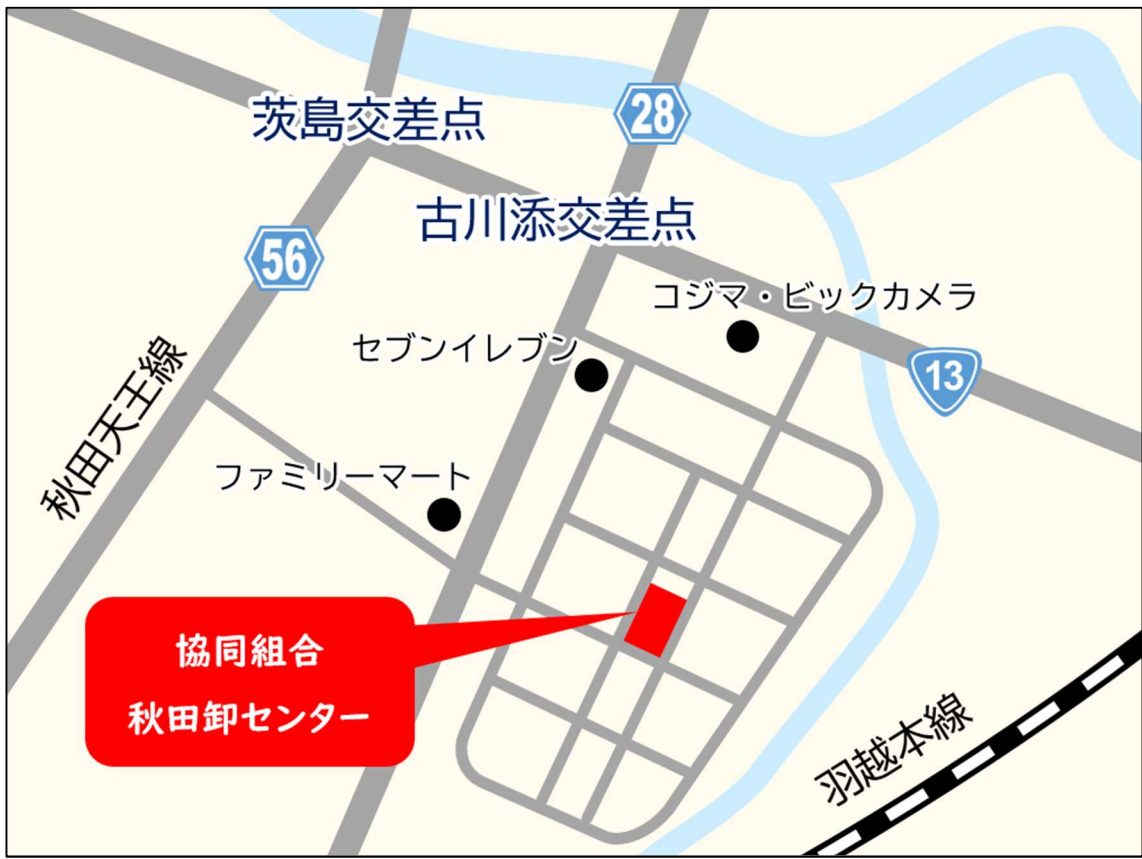 茨島交差点
28
古川添交差点
56
コジマ・ビックカメラ
セブンイレブン
13
秋田天王線
ファミリーマート
協同組合
秋田卸センター
羽越本線